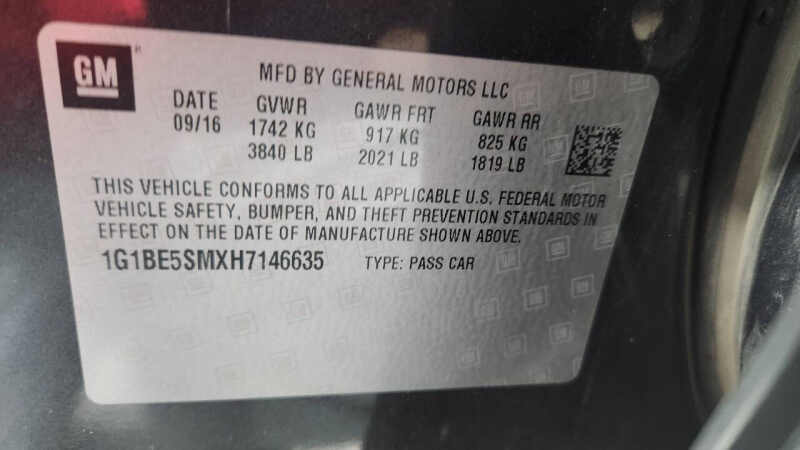 GM
MFD BY GENERAL MOTORS LLC
DATE GVWR GAWR FRT GAWR RR
09/16 1742 KG 917 KG 825 KG
3840 LB 2021 LB 1819 LB
THIS VEHICLE CONFORMS TO ALL APPLICABLE U.S. FEDERAL MOTOR
VEHICLE SAFETY, BUMPER, AND THEFT PREVENTION STANDARDS IN
EFFECT ON THE DATE OF MANUFACTURE SHOWN ABOVE.
1G1BE5SMXH7146635 TYPE: PASS CAR